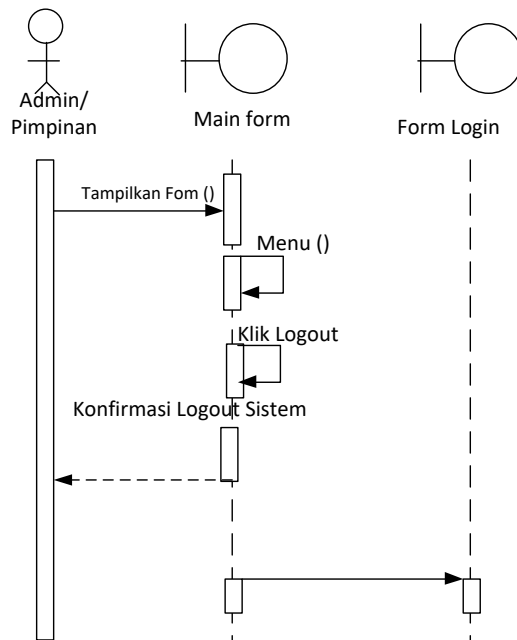 Admin/
Pimpinan
Main form
Form Login
Tampilkan Fom ()
Menu ()
Klik Logout
Konfirmasi Logout Sistem